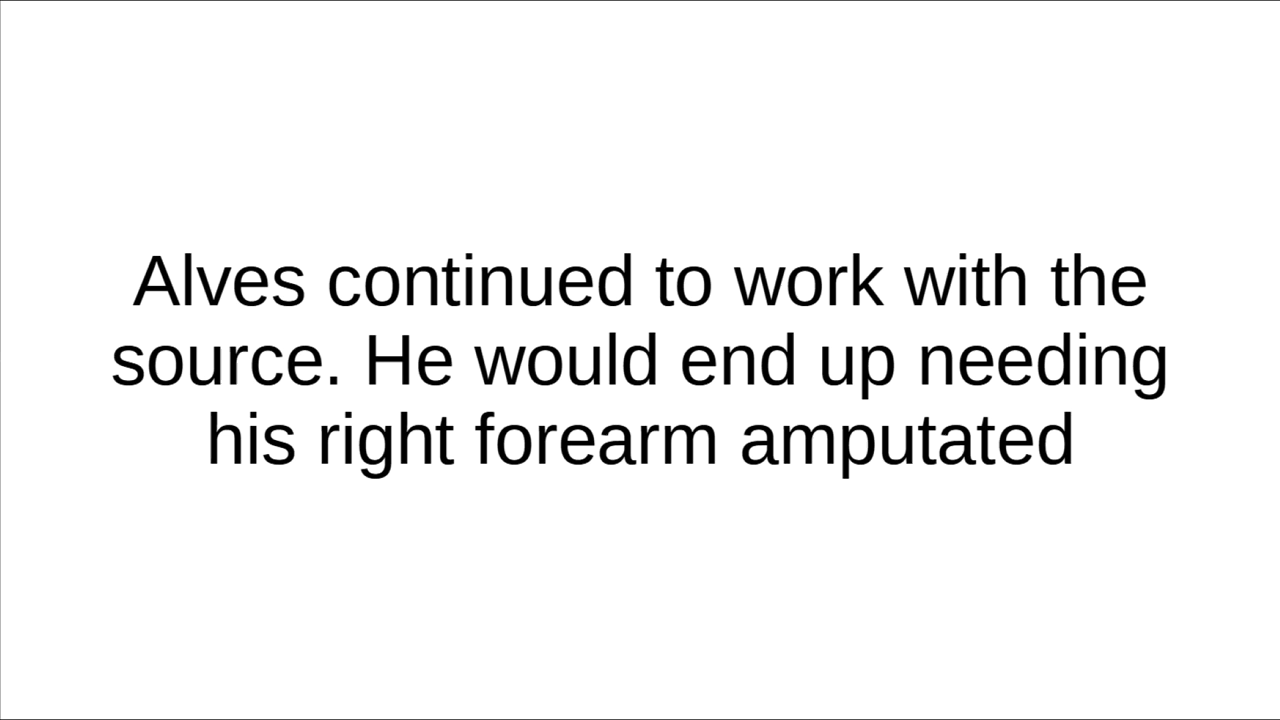 Alves continued to work with the
source. He would end up needing
his right forearm amputated